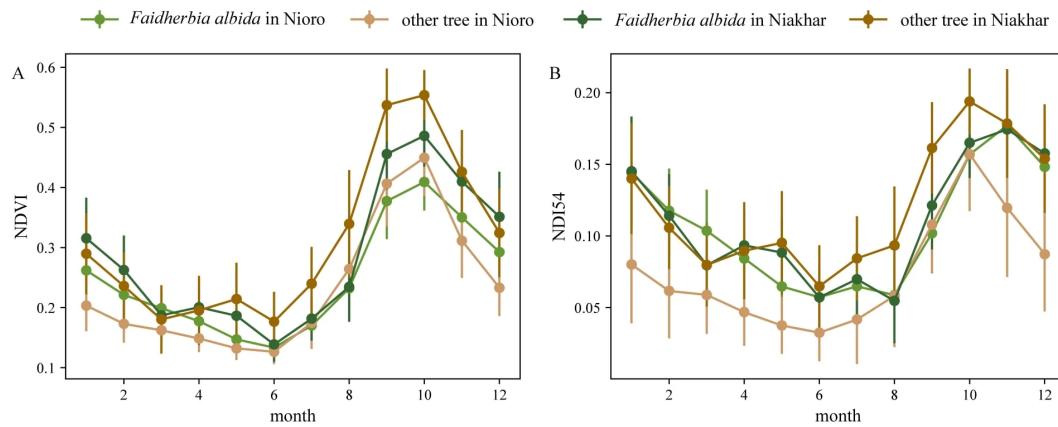 Faidherbia albida in Nioro other tree in Nioro Faidherbia albida in Niakhar other tree in Niakhar
A
0.6
0.5
0.4
0.3
0.2
0.1
NDVI
2 4 6 8 10 12
month
B
0.20
0.15
0.10
0.05
NDI54
2 4 6 8 10 12
month